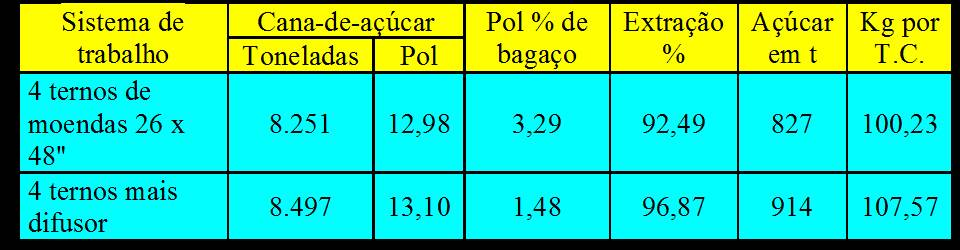 Sistema de trabalho Cana-de-açúcar Pol % de bagaço Extração % Açúcar em t Kg por T.C.
Toneladas Pol
4 ternos de moendas 26 x 48" 8.251 12,98 3,29 92,49 827 100,23
4 ternos mais difusor 8.497 13,10 1,48 96,87 914 107,57